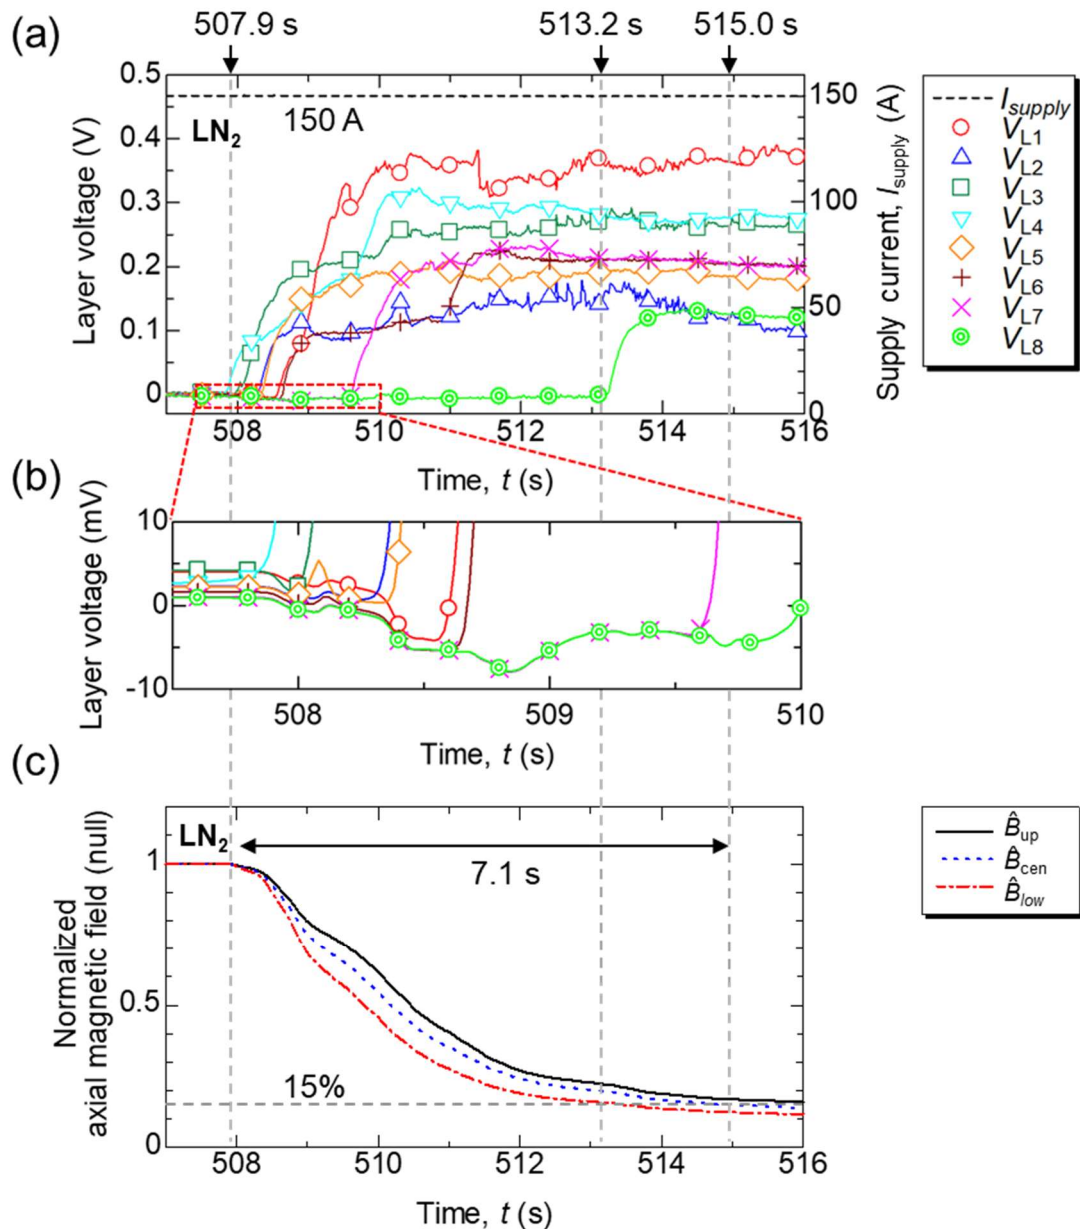 (a)
507.9 s
513.2 s
515.0 s
0.5
0.4
0.3
0.2
0.1
0
Layer voltage (V)
LN2
150 A
150
100
50
0
Supply current, Isupply (A)
508
510
512
514
516
Time, t (s)
Isupply
VL1
VL2
VL3
VL4
VL5
VL6
VL7
VL8
(b)
10
0
-10
Layer voltage (mV)
508
509
510
Time, t (s)
(c)
LN2
7.1 s
1
0.5
0
Normalized
axial magnetic field (null)
15%
508
510
512
514
516
Time, t (s)
B̂up
B̂cen
B̂low